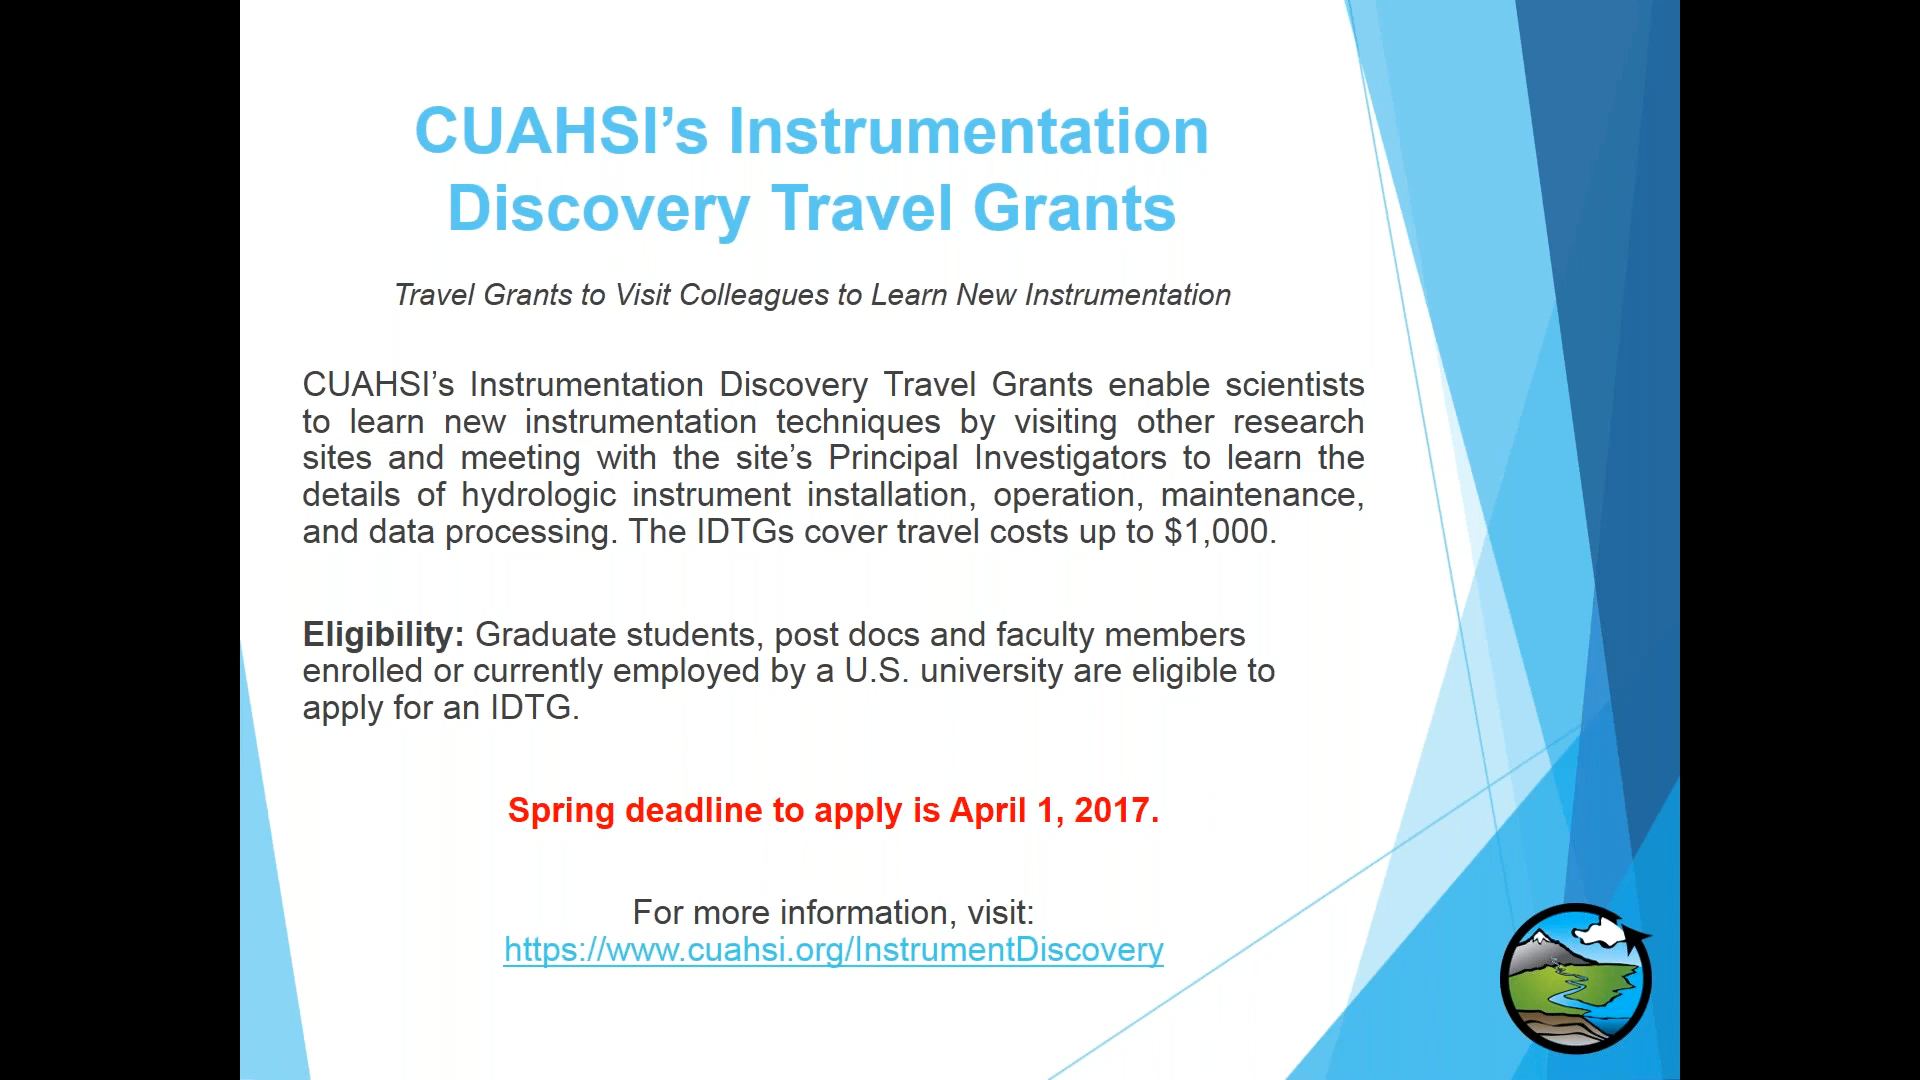 CUAHSI’s Instrumentation
Discovery Travel Grants
Travel Grants to Visit Colleagues to Learn New Instrumentation
CUAHSI’s Instrumentation Discovery Travel Grants enable scientists
to learn new instrumentation techniques by visiting other research
sites and meeting with the site’s Principal Investigators to learn the
details of hydrologic instrument installation, operation, maintenance,
and data processing. The IDTGs cover travel costs up to $1,000.
Eligibility: Graduate students, post docs and faculty members
enrolled or currently employed by a U.S. university are eligible to
apply for an IDTG.
Spring deadline to apply is April 1, 2017.
For more information, visit:
https://www.cuahsi.org/InstrumentDiscovery